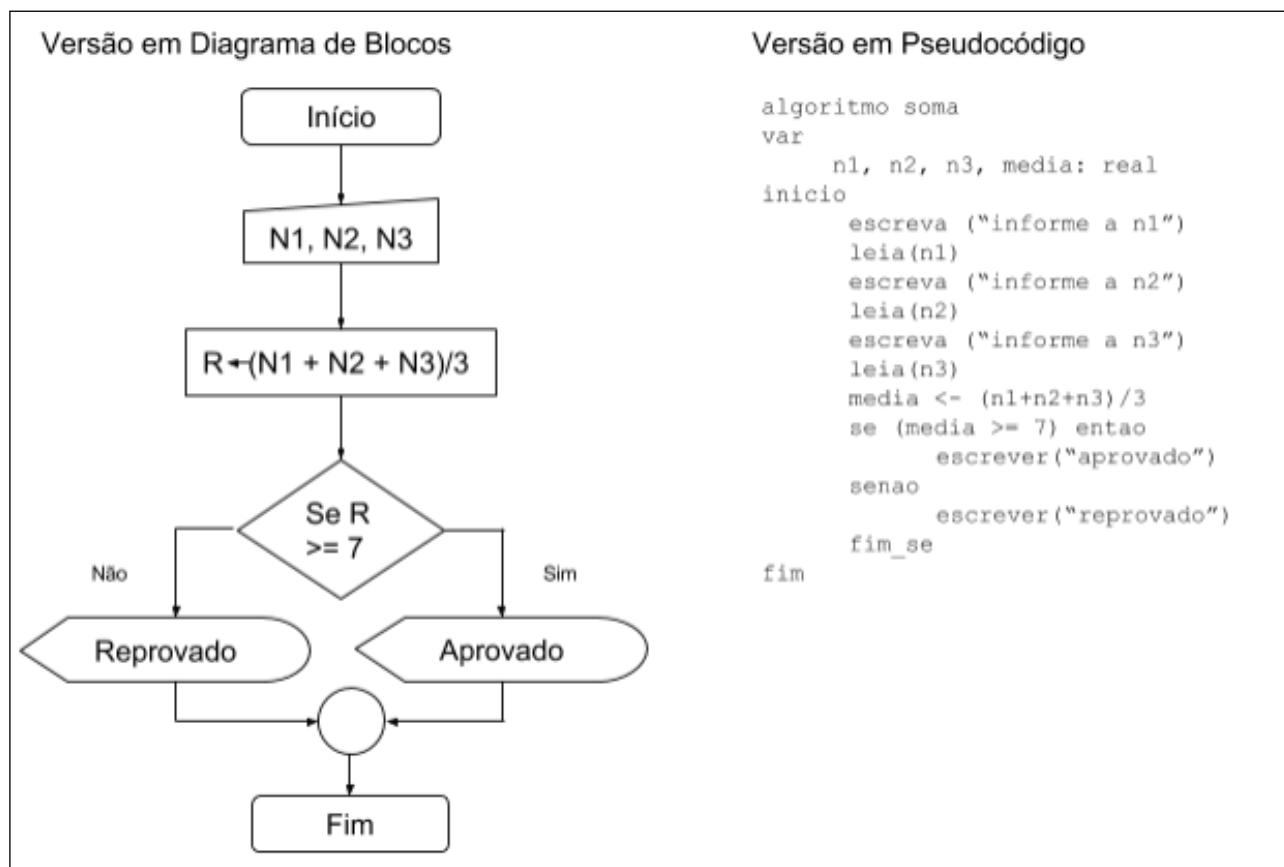 Versão em Diagrama de Blocos
Início
N1, N2, N3
R←(N1 + N2 + N3)/3
Se R
>= 7
Não
Sim
Reprovado
Aprovado
Fim
Versão em Pseudocódigo
algoritmo soma
var
n1, n2, n3, media: real
inicio
escreva (“informe a n1”)
leia(n1)
escreva (“informe a n2”)
leia(n2)
escreva (“informe a n3”)
leia(n3)
media <- (n1+n2+n3)/3
se (media >= 7) entao
escrever(“aprovado”)
senao
escrever(“reprovado”)
fim_se
fim